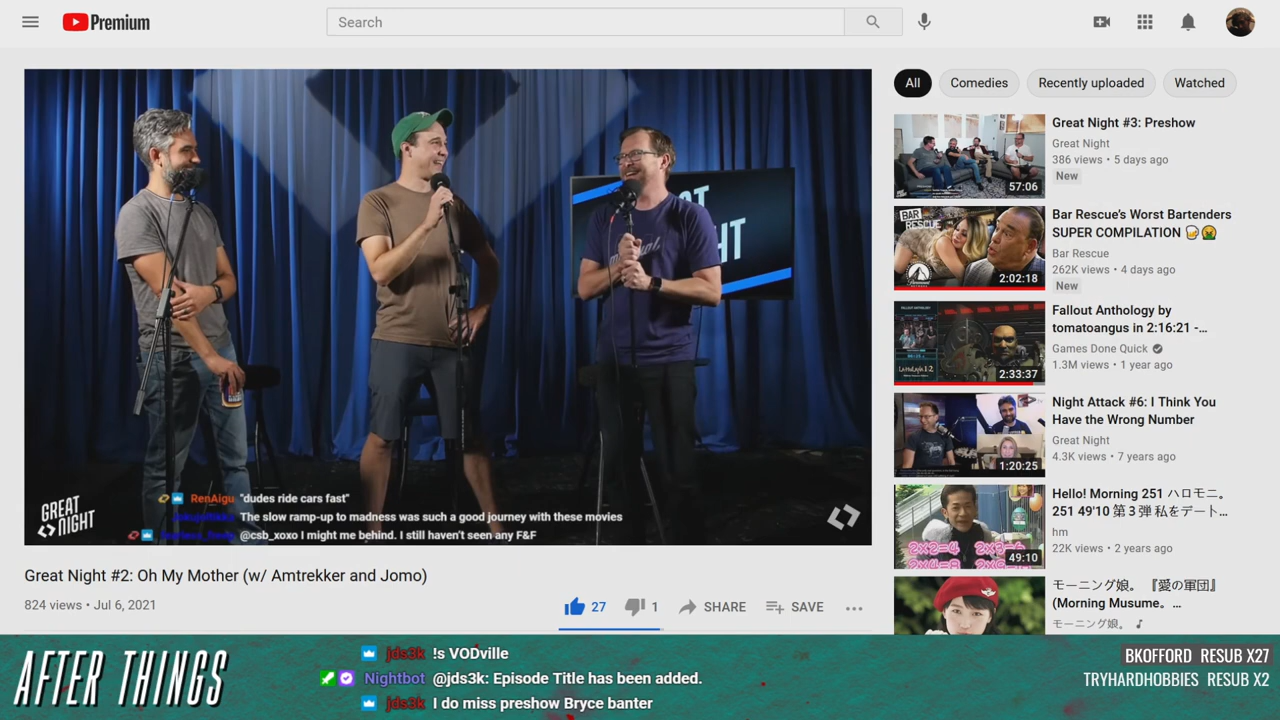 Premium
Search
GREAT
NIGHT
RenAigu "dudes ride cars fast"
The slow ramp-up to madness was such a good journey with these movies
@csb_xoxo I might me behind. I still haven't seen any F&F
Great Night #2: Oh My Mother (w/ Amtrekker and Jomo)
824 views • Jul 6, 2021
27
1
SHARE
SAVE
All
Comedies
Recently uploaded
Watched
57:06
Great Night #3: Preshow
Great Night
386 views • 5 days ago
New
BAR
RESCUE
2:02:18
Bar Rescue's Worst Bartenders
SUPER COMPILATION 🍺🤮
Bar Rescue
262K views • 4 days ago
New
2:33:37
Fallout Anthology by
tomatoangus in 2:16:21 -...
Games Done Quick
1.3M views • 1 year ago
1:20:25
Night Attack #6: I Think You
Have the Wrong Number
Great Night
4.3K views • 7 years ago
2x2=4
49:10
Hello! Morning 251 ハロモニ。
251 49'10 第３弾 私をデート...
hm
22K views • 2 years ago
モーニング娘。 『愛の軍団』
(Morning Musume。...
モーニング娘。 ♪
AFTER THINGS
jds3k !s VODville
Nightbot @jds3k: Episode Title has been added.
jds3k I do miss preshow Bryce banter
BKOFFORD RESUB X27
TRYHARDHOBBIES RESUB X2